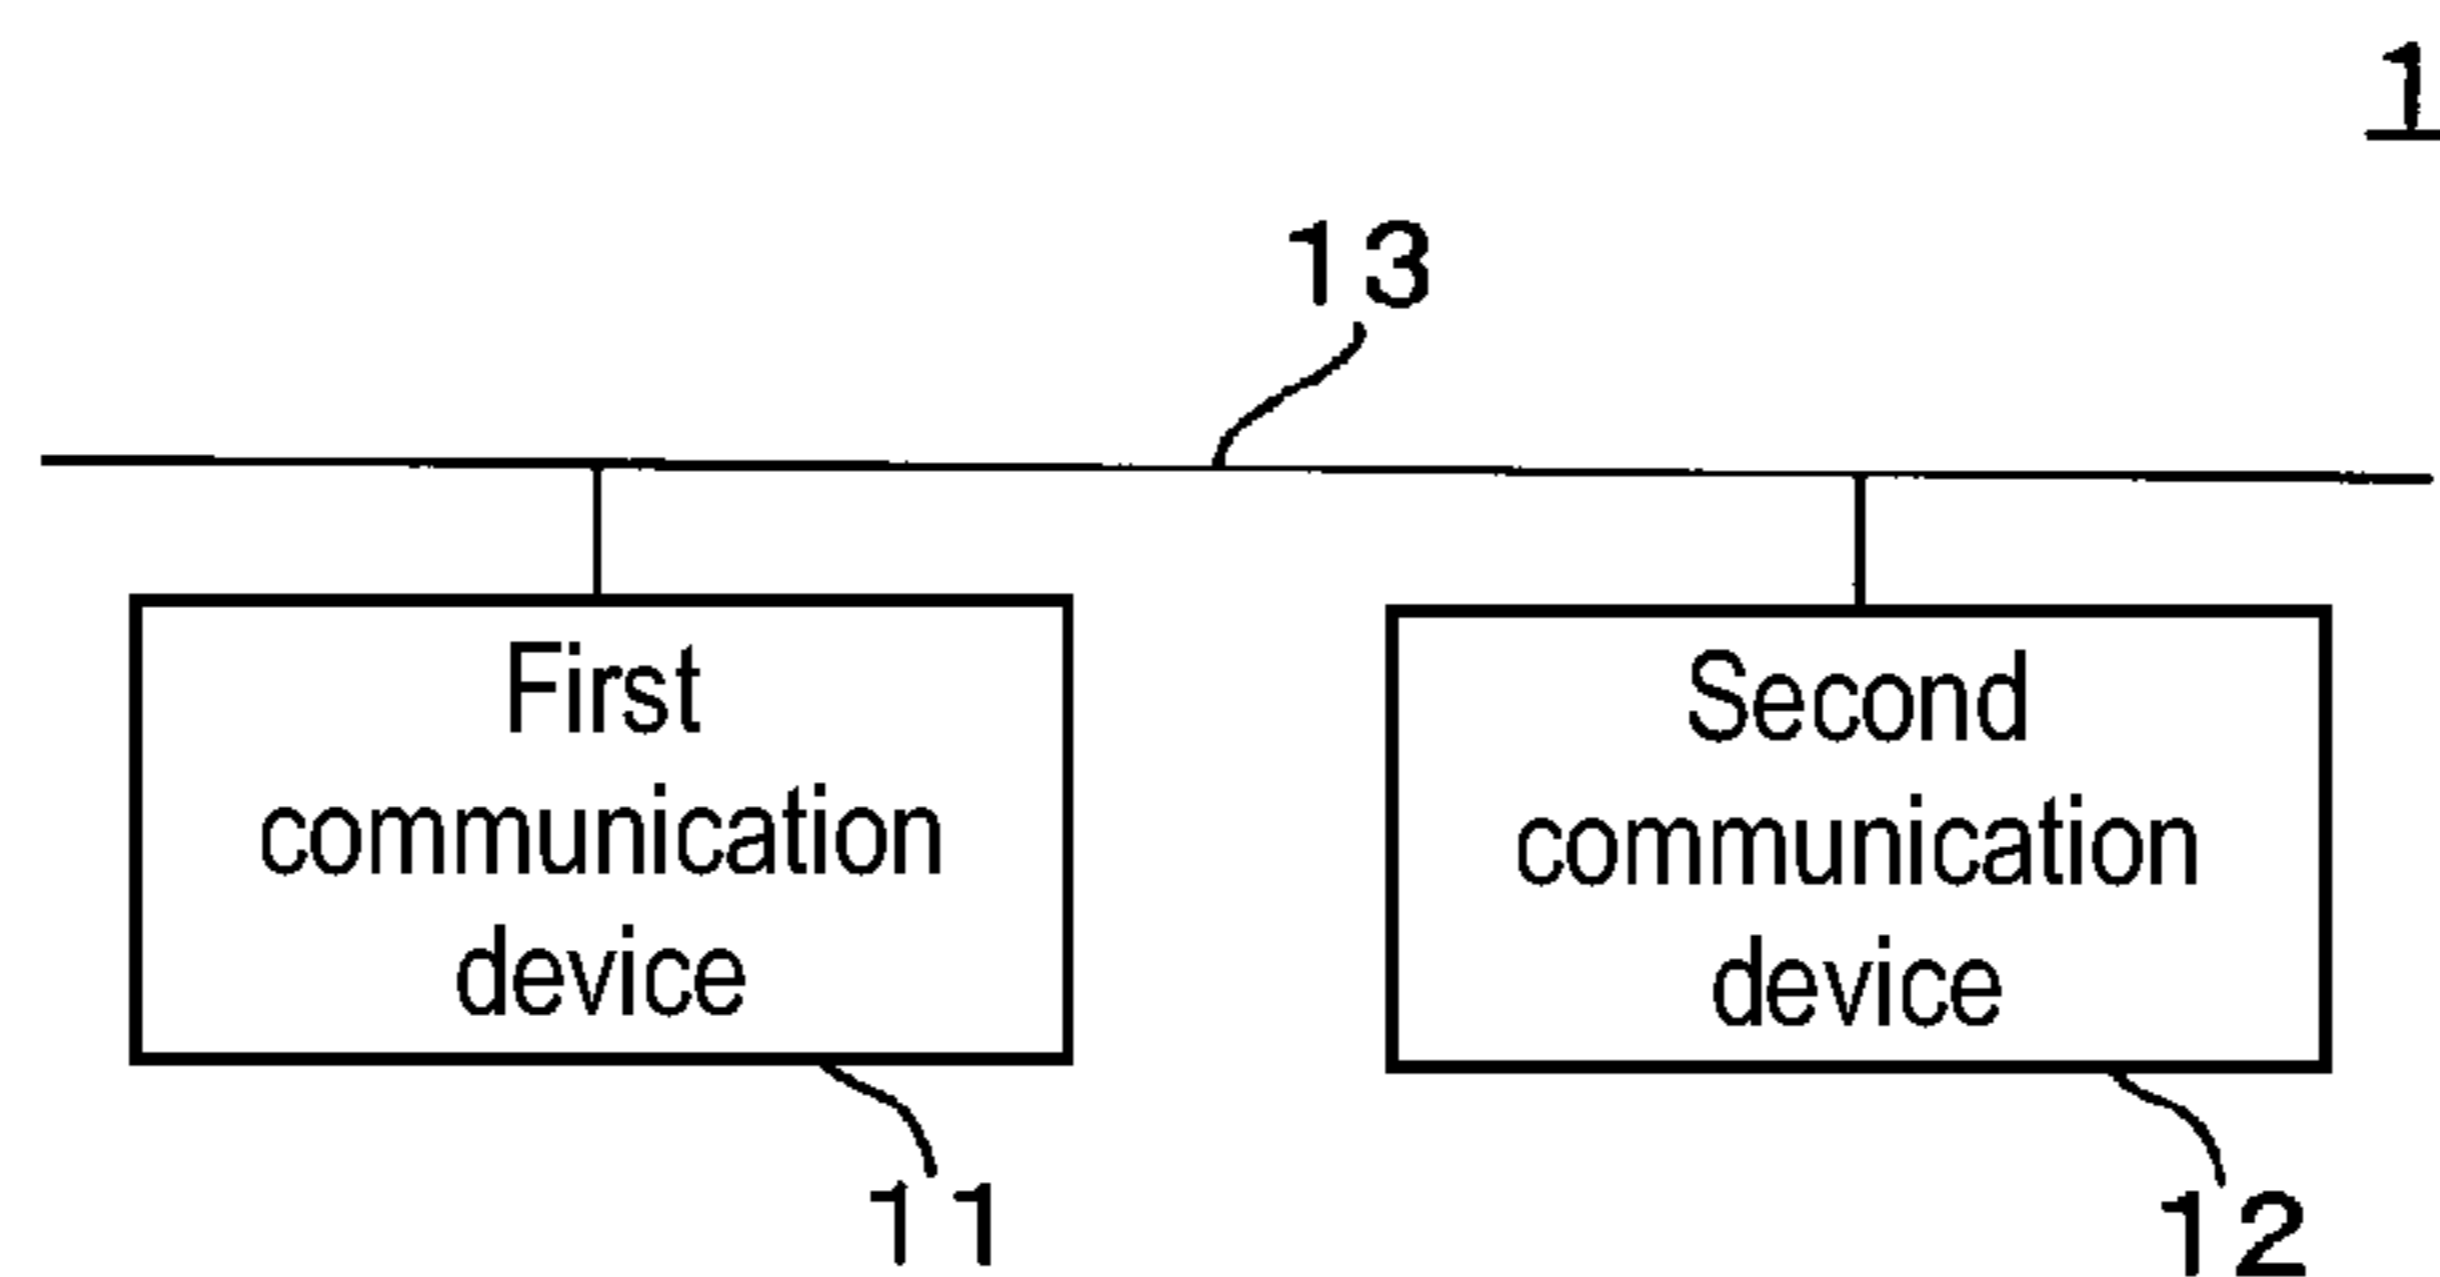 1
13
First
communication
device
Second
communication
device
11
12